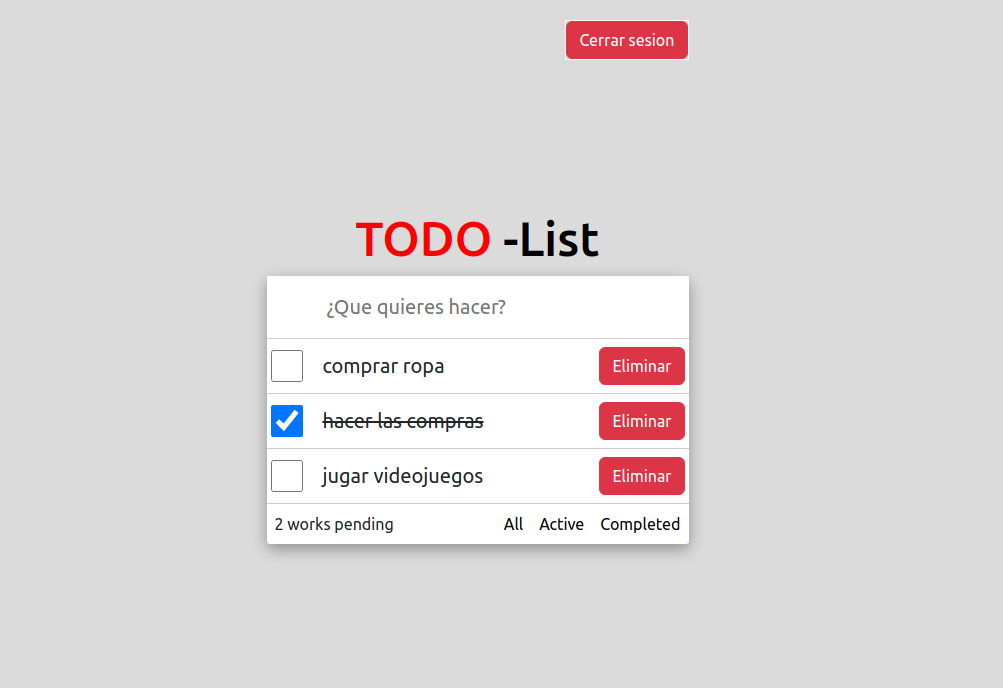 Cerrar sesion
TODO -List
¿Que quieres hacer?
comprar ropa Eliminar
hacer las compras Eliminar
jugar videojuegos Eliminar
2 works pending All Active Completed